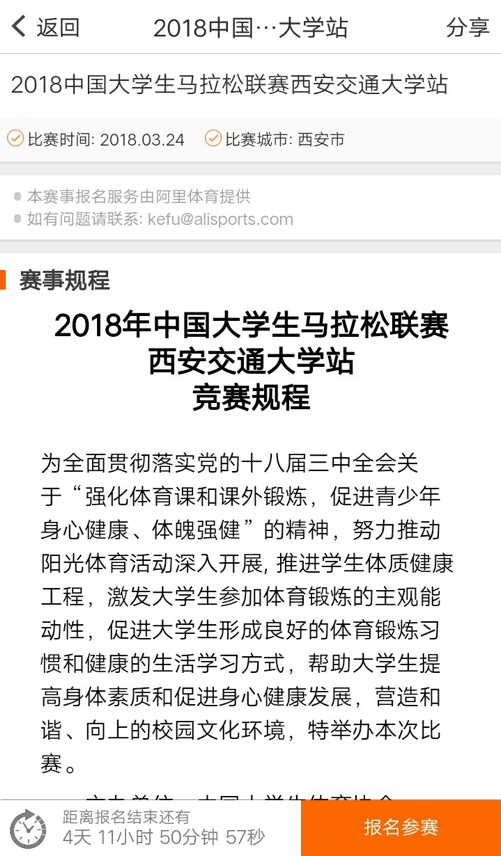 返回
2018中国…大学站
分享
2018中国大学生马拉松联赛西安交通大学站
比赛时间: 2018.03.24
比赛城市: 西安市
本赛事报名服务由阿里体育提供
如有问题请联系: kefu@alisports.com
赛事规程
2018年中国大学生马拉松联赛
西安交通大学站
竞赛规程
为全面贯彻落实党的十八届三中全会关
于“强化体育课和课外锻炼，促进青少年
身心健康、体魄强健”的精神，努力推动
阳光体育活动深入开展, 推进学生体质健康
工程，激发大学生参加体育锻炼的主观能
动性，促进大学生形成良好的体育锻炼习
惯和健康的生活学习方式，帮助大学生提
高身体素质和促进身心健康发展，营造和
谐、向上的校园文化环境，特举办本次比
赛。
距离报名结束还有
4天 11小时 50分钟 57秒
报名参赛